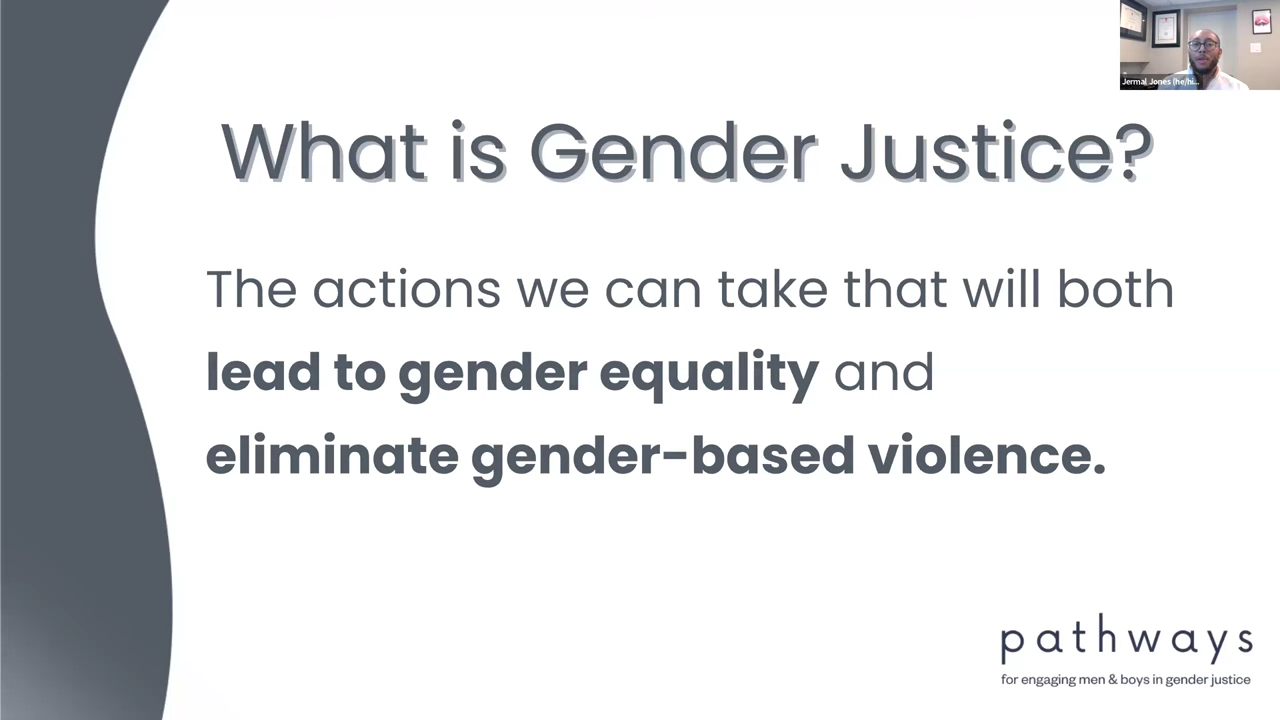 Jermal Jones (he/hi...
What is Gender Justice?
The actions we can take that will both
lead to gender equality and
eliminate gender-based violence.
pathways
for engaging men & boys in gender justice